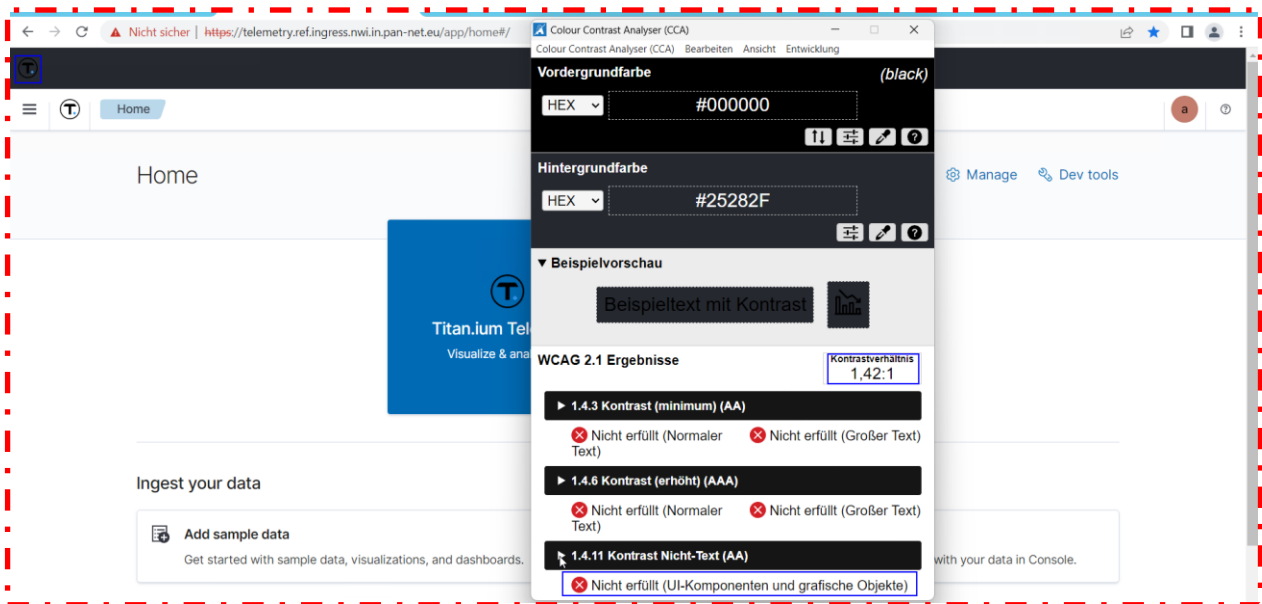 Nicht sicher | https://telemetry.ref.ingress.nwi.in.pan-net.eu/app/home#/
T.
T.
Home
a
Home
Manage
Dev tools
T.
Titan.ium Tel
Visualize & ana
Ingest your data
Add sample data
Get started with sample data, visualizations, and dashboards.
with your data in Console.
Colour Contrast Analyser (CCA)
Colour Contrast Analyser (CCA) Bearbeiten Ansicht Entwicklung
Vordergrundfarbe (black)
HEX #000000
Hintergrundfarbe
HEX #25282F
▼ Beispielvorschau
Beispieltext mit Kontrast
WCAG 2.1 Ergebnisse
Kontrastverhältnis
1,42:1
▶ 1.4.3 Kontrast (minimum) (AA)
Nicht erfüllt (Normaler Nicht erfüllt (Großer Text)
Text)
▶ 1.4.6 Kontrast (erhöht) (AAA)
Nicht erfüllt (Normaler Nicht erfüllt (Großer Text)
Text)
▶ 1.4.11 Kontrast Nicht-Text (AA)
Nicht erfüllt (UI-Komponenten und grafische Objekte)